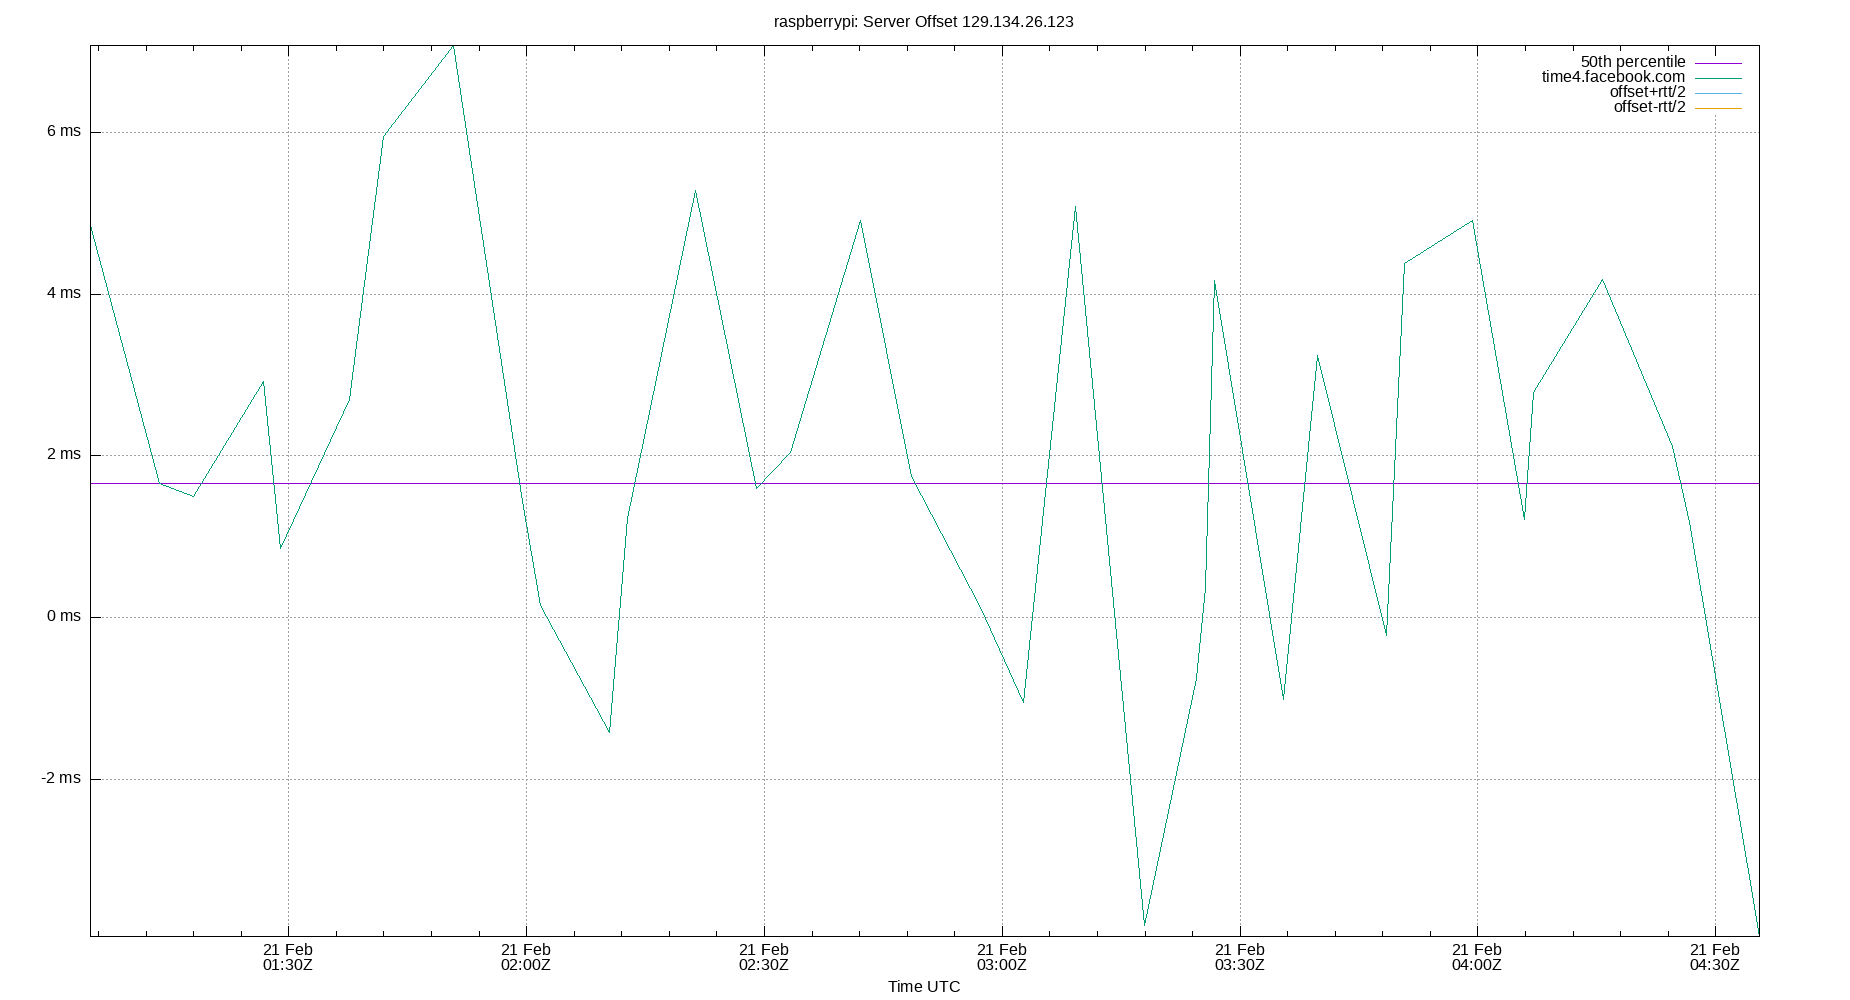 raspberrypi: Server Offset 129.134.26.123
50th percentile
time4.facebook.com
offset+rtt/2
offset-rtt/2
6 ms
4 ms
2 ms
0 ms
-2 ms
21 Feb 21 Feb 21 Feb 21 Feb 21 Feb 21 Feb 21 Feb
01:30Z 02:00Z 02:30Z 03:00Z 03:30Z 04:00Z 04:30Z
Time UTC